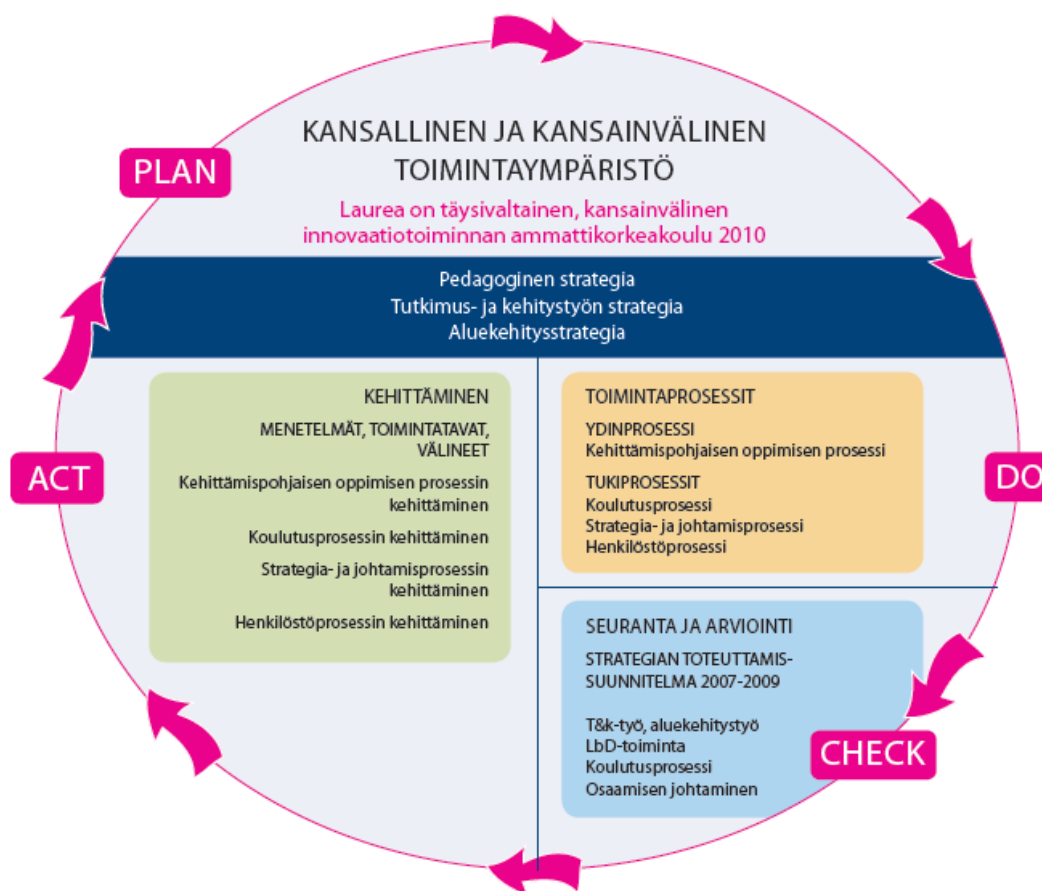 KANSALLINEN JA KANSAINVÄLINEN
TOIMINTAYMPÄRISTÖ
PLAN
Laurea on täysivaltainen, kansainvälinen
innovaatiotoiminnan ammattikorkeakoulu 2010
Pedagoginen strategia
Tutkimus- ja kehitystyön strategia
Aluekehitysstrategia
KEHITTÄMINEN
MENETELMÄT, TOIMINTATAVAT,
VÄLINEET
Kehittämispohjaisen oppimisen prosessin
kehittäminen
Koulutusprosessin kehittäminen
Strategia- ja johtamisprosessin
kehittäminen
Henkilöstöprosessin kehittäminen
ACT
TOIMINTAPROSESSIT
YDINPROSESSI
Kehittämispohjaisen oppimisen prosessi
TUKIPROSESSIT
Koulutusprosessi
Strategia- ja johtamisprosessi
Henkilöstöprosessi
DO
SEURANTA JA ARVIOINTI
STRATEGIAN TOTEUTTAMIS-
SUUNNITELMA 2007-2009
T&k-työ, aluekehitystyö
LbD-toiminta
Koulutusprosessi
Osaamisen johtaminen
CHECK